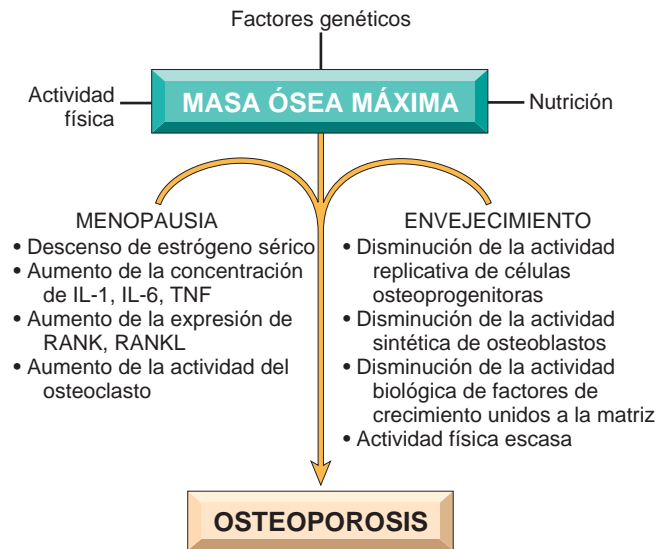 Factores genéticos
Actividad
física
MASA ÓSEA MÁXIMA
Nutrición
MENOPAUSIA
• Descenso de estrógeno sérico
• Aumento de la concentración
de IL-1, IL-6, TNF
• Aumento de la expresión de
RANK, RANKL
• Aumento de la actividad del
osteoclasto
ENVEJECIMIENTO
• Disminución de la actividad
replicativa de células
osteoprogenitoras
• Disminución de la actividad
sintética de osteoblastos
• Disminución de la actividad
biológica de factores de
crecimiento unidos a la matriz
• Actividad física escasa
OSTEOPOROSIS